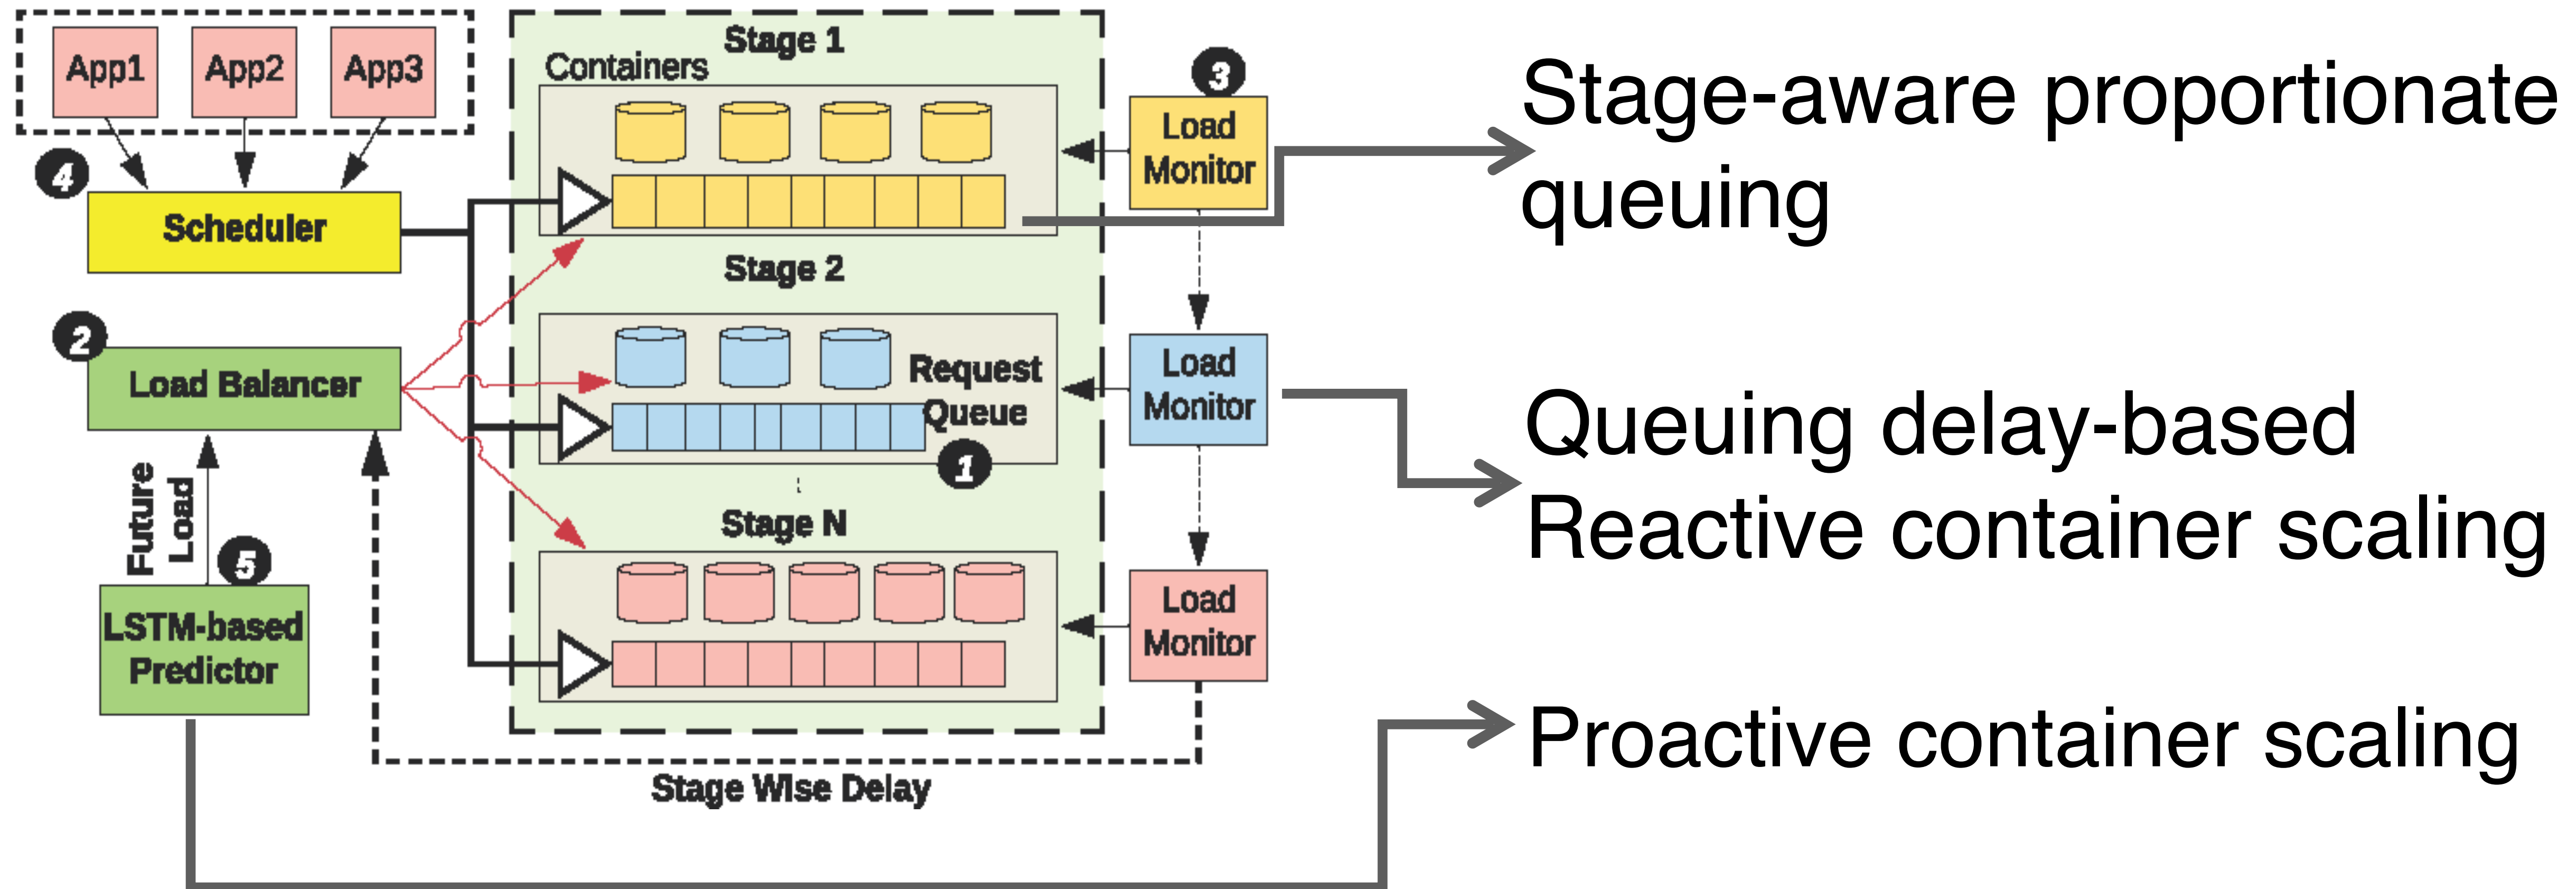 App1
App2
App3
4
Scheduler
2
Load Balancer
Future
Load
5
LSTM-based
Predictor
Stage 1
Containers
Stage 2
Request
Queue
1
Stage N
Stage WIse Delay
3
Load
Monitor
Load
Monitor
Load
Monitor
Stage-aware proportionate
queuing
Queuing delay-based
Reactive container scaling
Proactive container scaling